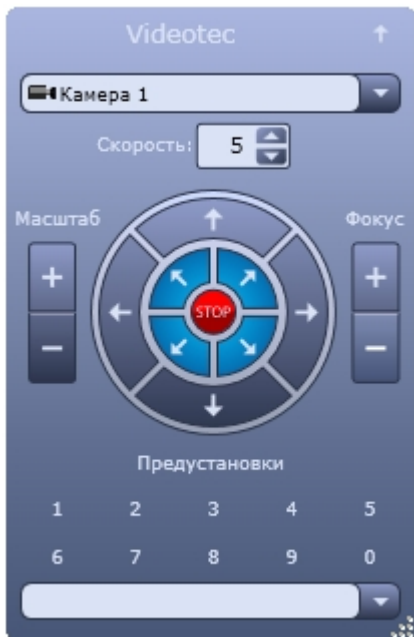 Videotec
Камера 1
Скорость: 5
Масштаб
Фокус
STOP
Предустановки
1 2 3 4 5
6 7 8 9 0